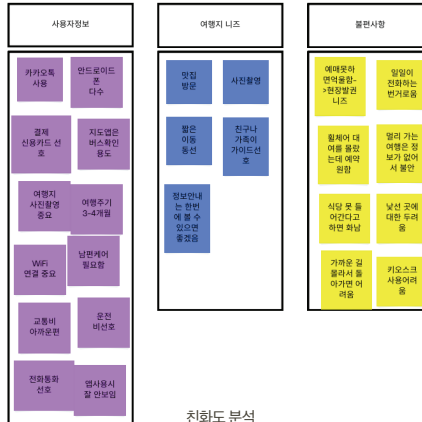 사용자정보
카카오톡
사용
안드로이드
폰
다수
결제
신용카드 선
호
지도앱은
버스확인
용도
여행지
사진촬영
중요
여행주기
3-4개월
WiFi
연결 중요
남편케어
필요함
교통비
아까운편
운전
비선호
전화통화
선호
앱사용시
잘 안보임
여행지 니즈
맛집
방문
사진촬영
짧은
이동
동선
친구나
가족이
가이드선
호
정보안내
는 한번
에 볼 수
있으면
좋겠음
불편사항
예매못하
면억울함-
>현장발권
니즈
일일이
전화하는
번거로움
휠체어 대
여를 몰랐
는데 예약
원함
멀리 가는
여행은 정
보가 없어
서 불안
식당 못 들
어간다고
하면 화남
낯선 곳에
대한 두려
움
가까운 길
몰라서 돌
아가면 어
려움
키오스크
사용어려
움
친화도 분석